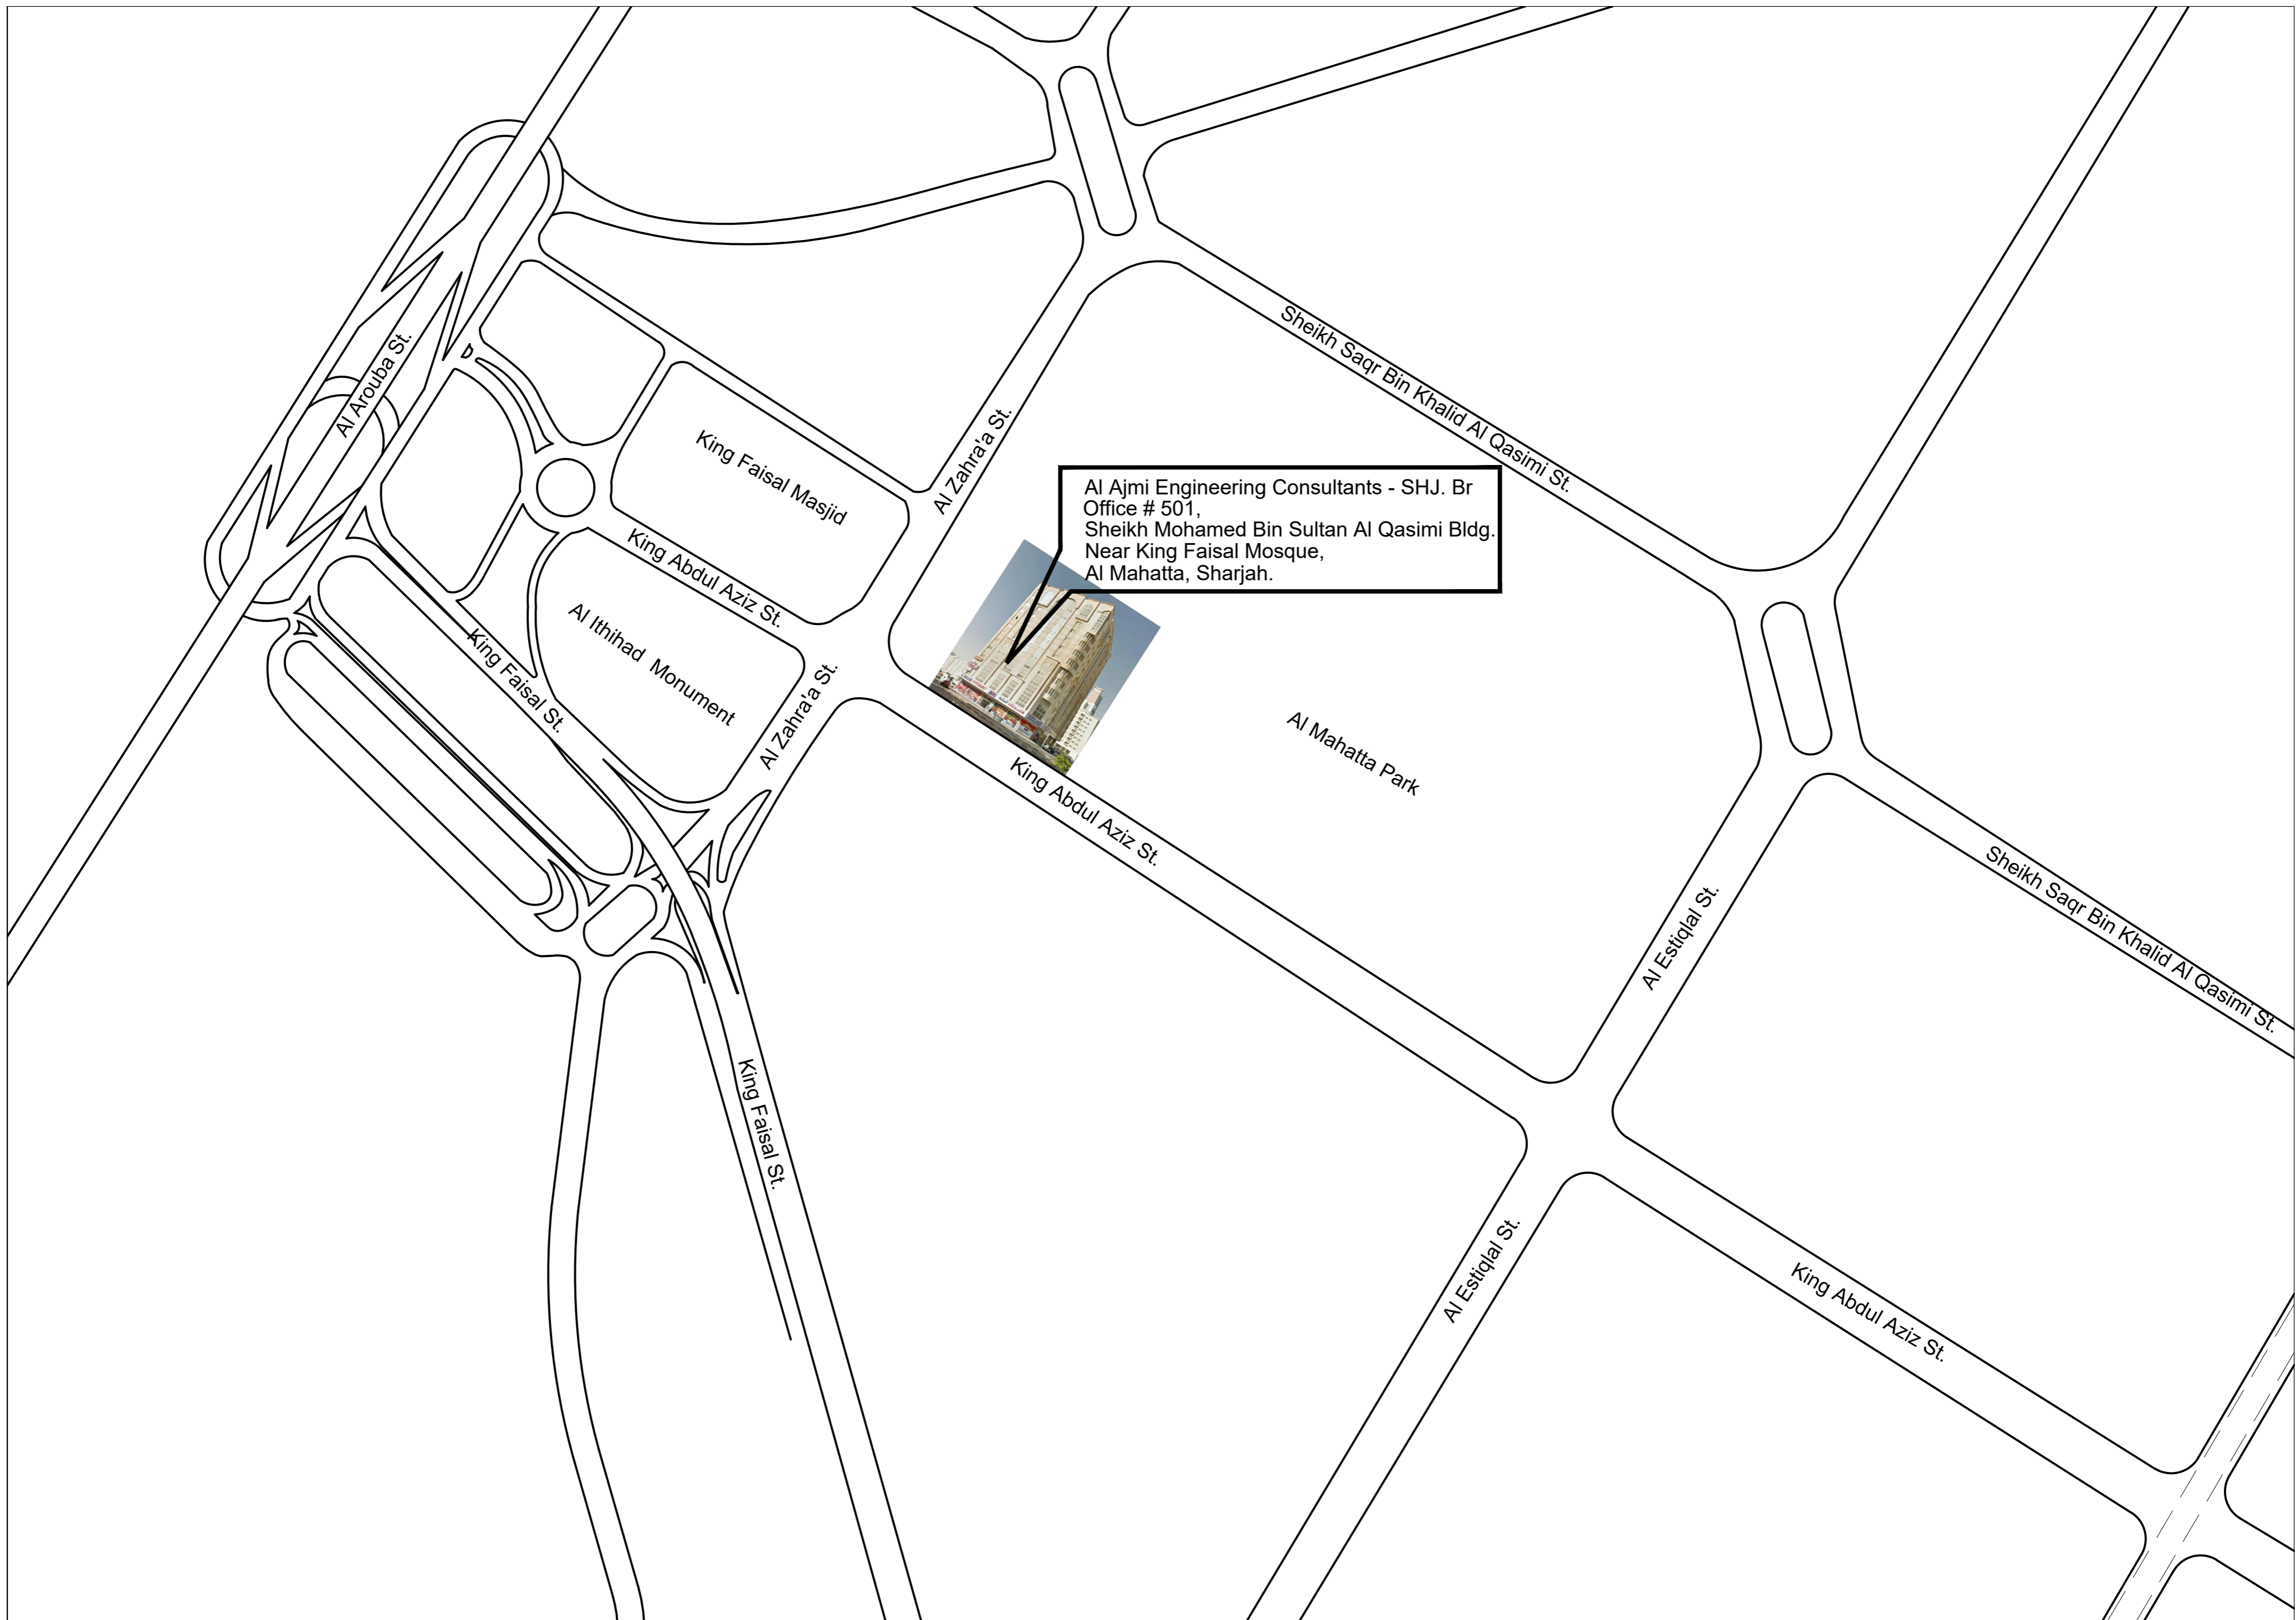 Al Arouba St.
Sheikh Saqr Bin Khalid Al Qasimi St.
King Faisal Masjid
Al Zahra'a St.
Al Ajmi Engineering Consultants - SHJ. Br
Office # 501,
Sheikh Mohamed Bin Sultan Al Qasimi Bldg.
Near King Faisal Mosque,
Al Mahatta, Sharjah.
King Abdul Aziz St.
Al Ithihad Monument
King Faisal St.
Al Zahra'a St.
Al Mahatta Park
King Abdul Aziz St.
Sheikh Saqr Bin Khalid Al Qasimi St.
Al Estiqlal St.
King Faisal St.
Al Estiqlal St.
King Abdul Aziz St.